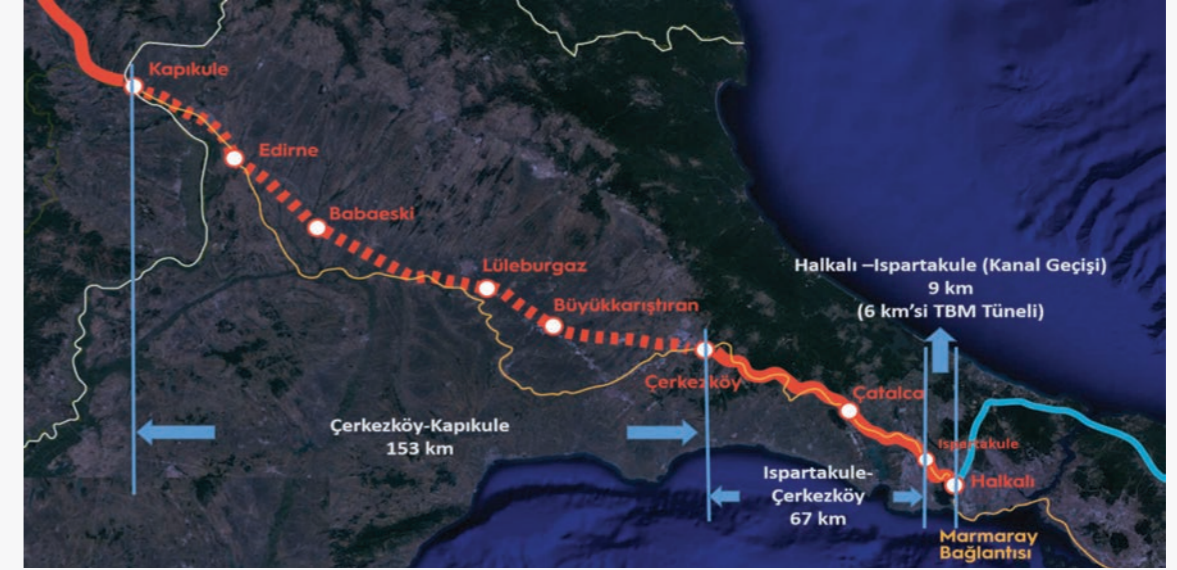 Kapıkule
Edirne
Babaeski
Lüleburgaz
Büyükkarıştıran
Halkalı –Ispartakule (Kanal Geçişi)
9 km
(6 km’si TBM Tüneli)
Çerkezköy
Çatalca
Çerkezköy-Kapıkule
153 km
Ispartakule
Halkalı
Ispartakule-
Çerkezköy
67 km
Marmaray
Bağlantısı